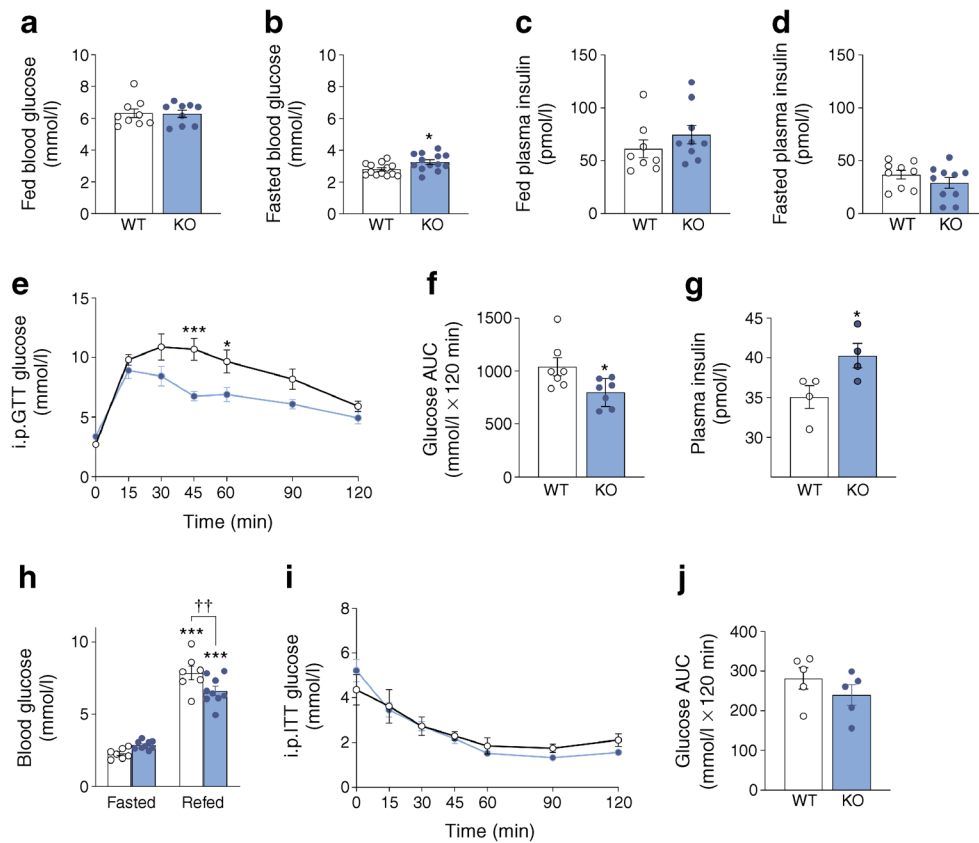 a
Fed blood glucose
(mmol/l)
10
8
6
4
2
0
WT
KO
b
Fasted blood glucose
(mmol/l)
10
8
6
4
2
0
*
WT
KO
c
Fed plasma insulin
(pmol/l)
150
100
50
0
WT
KO
d
Fasted plasma insulin
(pmol/l)
150
100
50
0
WT
KO
e
i.p.GTT glucose
(mmol/l)
15
10
5
0
***
*
0
15
30
45
60
90
120
Time (min)
f
Glucose AUC
(mmol/l × 120 min)
1500
1000
500
0
*
WT
KO
g
Plasma insulin
(pmol/l)
45
40
35
30
*
WT
KO
h
Blood glucose
(mmol/l)
10
5
0
***
††
***
Fasted
Refed
i
i.p.ITT glucose
(mmol/l)
8
6
4
2
0
0
15
30
45
60
90
120
Time (min)
j
Glucose AUC
(mmol/l × 120 min)
400
300
200
100
0
WT
KO